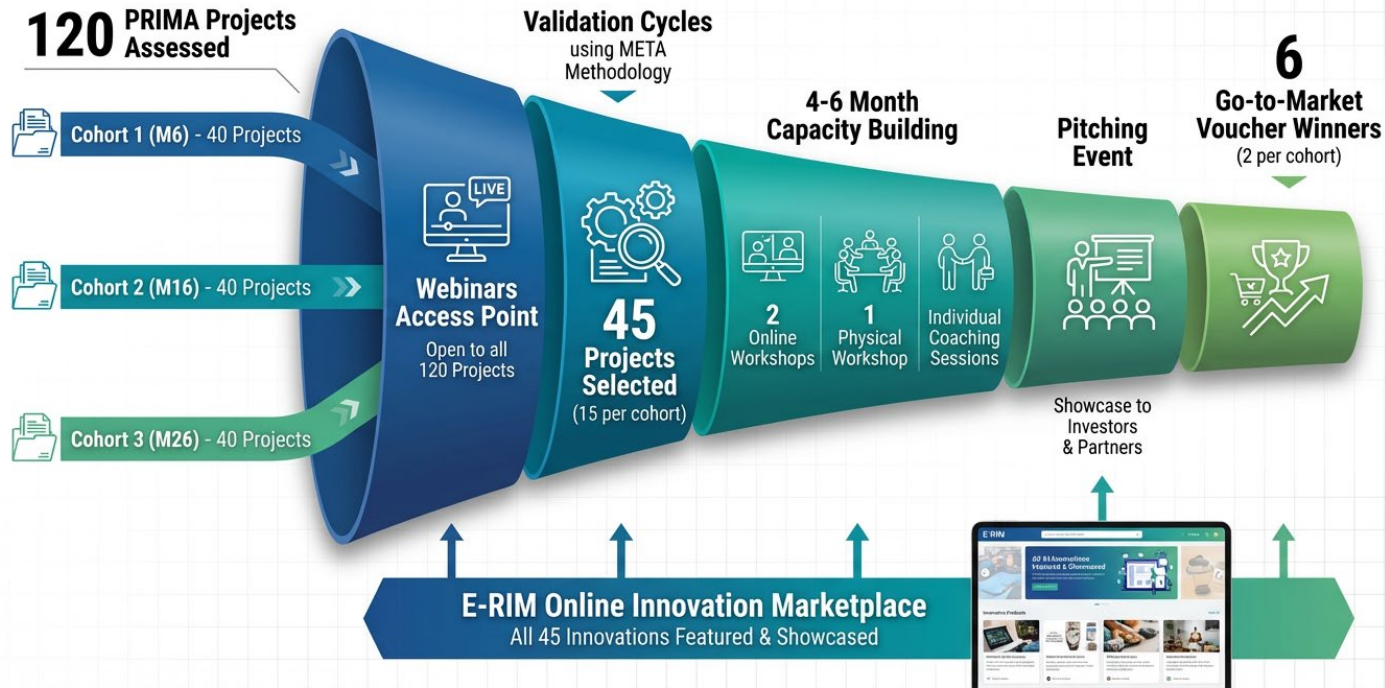 120 PRIMA Projects
Assessed
Cohort 1 (M6) - 40 Projects
Cohort 2 (M16) - 40 Projects
Cohort 3 (M26) - 40 Projects
LIVE
Webinars
Access Point
Open to all
120 Projects
Validation Cycles
using META
Methodology
45
Projects
Selected
(15 per cohort)
4-6 Month
Capacity Building
2
Online
Workshops
1
Physical
Workshop
Individual
Coaching
Sessions
Pitching
Event
Showcase to
Investors
& Partners
6
Go-to-Market
Voucher Winners
(2 per cohort)
E-RIM Online Innovation Marketplace
All 45 Innovations Featured & Showcased